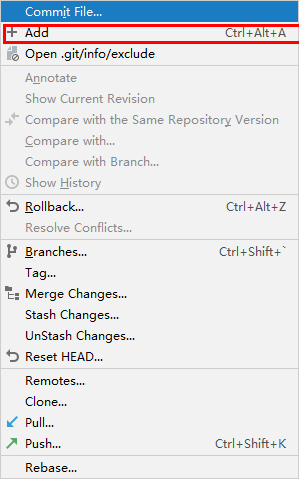 Commit File...
Add Ctrl+Alt+A
Open .git/info/exclude
Annotate
Show Current Revision
Compare with the Same Repository Version
Compare with...
Compare with Branch...
Show History
Rollback... Ctrl+Alt+Z
Resolve Conflicts...
Branches... Ctrl+Shift+`
Tag...
Merge Changes...
Stash Changes...
UnStash Changes...
Reset HEAD...
Remotes...
Clone...
Pull...
Push... Ctrl+Shift+K
Rebase...